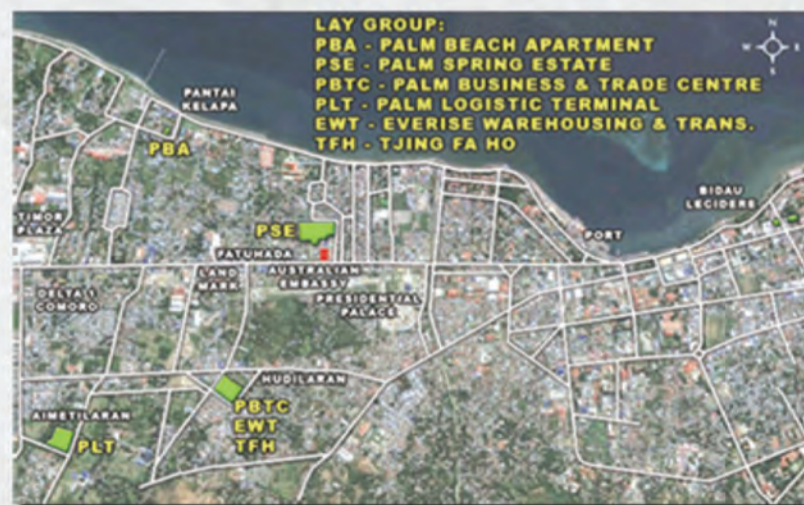 LAY GROUP:
PBA - PALM BEACH APARTMENT
PSE - PALM SPRING ESTATE
PBTC - PALM BUSINESS & TRADE CENTRE
PLT - PALM LOGISTIC TERMINAL
EWT - EVERISE WAREHOUSING & TRANS.
TFH - TJING FA HO
N
W
E
S
PANTAI
KELAPA
PBA
BIDAU
LECIDERE
TIMOR
PLAZA
PSE
PORT
FATUHADA
LAND
MARK
AUSTRALIAN
EMBASSY
PRESIDENTIAL
PALACE
DELTA 1
COMORO
HUDILARAN
PBTC
EWT
TFH
AIMETILARAN
PLT